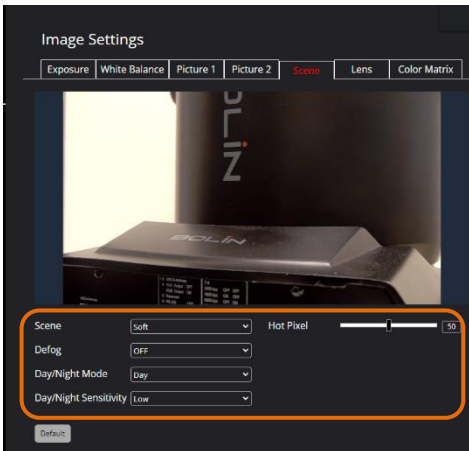 Image Settings
Exposure White Balance Picture 1 Picture 2 Scene Lens Color Matrix
BOLIN
BOLIN
Scene Soft Hot Pixel 50
Defog OFF
Day/Night Mode Day
Day/Night Sensitivity Low
Default